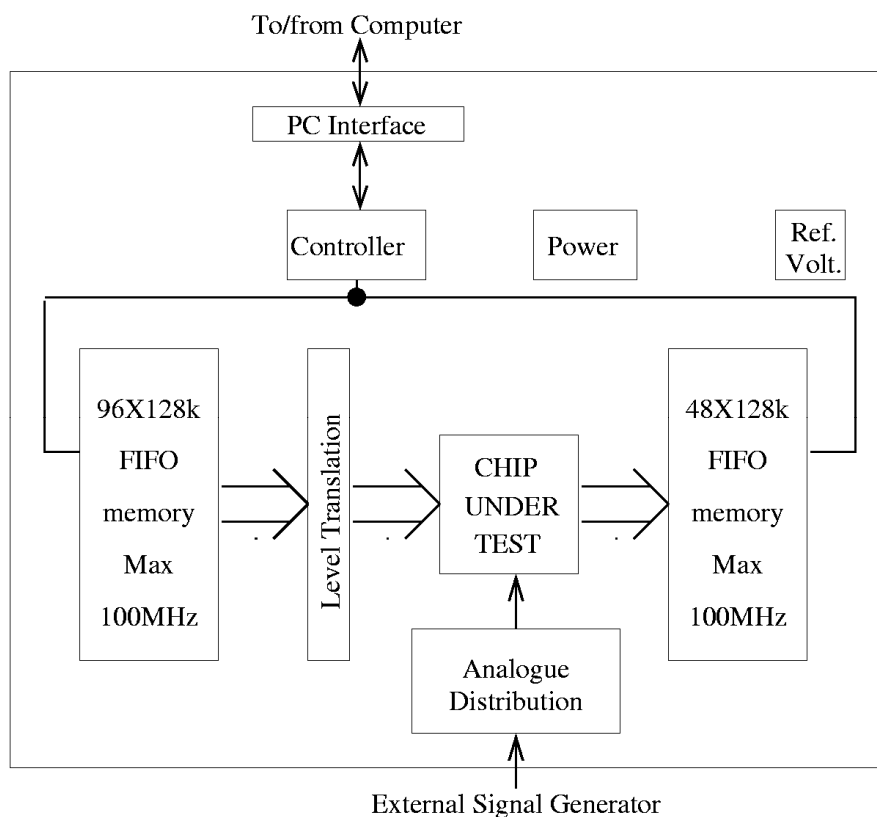 To/from Computer
PC Interface
Controller
Power
Ref.
Volt.
96X128k
FIFO
memory
Max
100MHz
Level Translation
CHIP
UNDER
TEST
48X128k
FIFO
memory
Max
100MHz
Analogue
Distribution
External Signal Generator